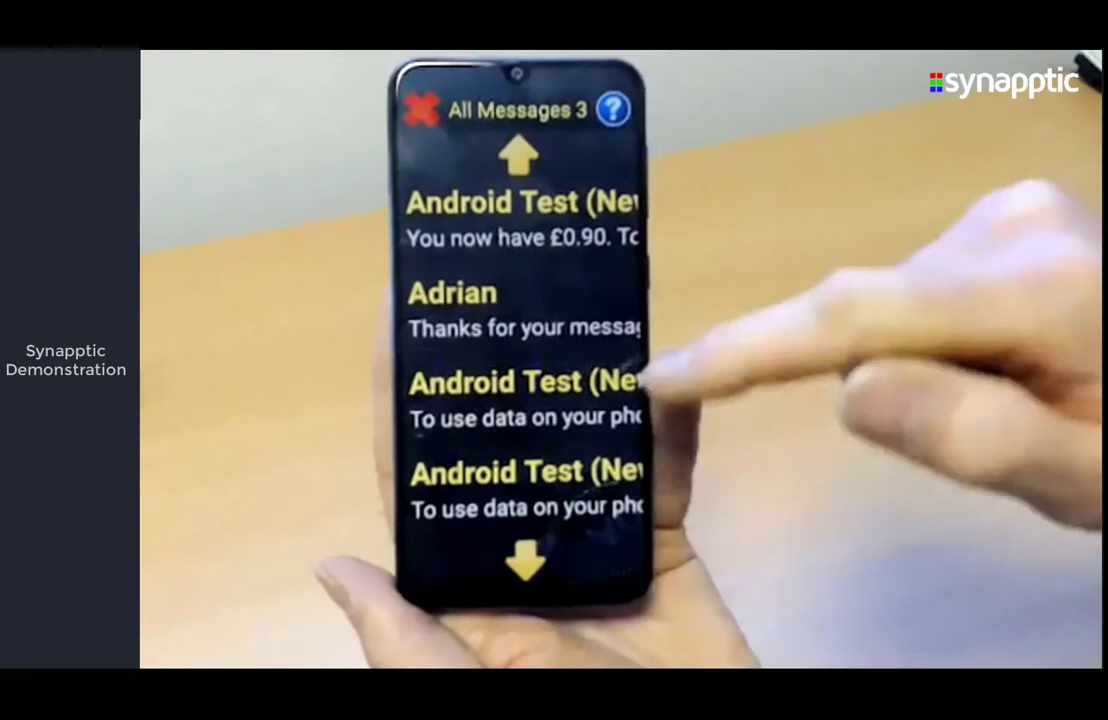 synapptic
All Messages 3
?
Android Test (Ne
You now have £0.90. To
Adrian
Thanks for your messag
Android Test (Ne
To use data on your pho
Android Test (Ne
To use data on your pho
Synapptic
Demonstration